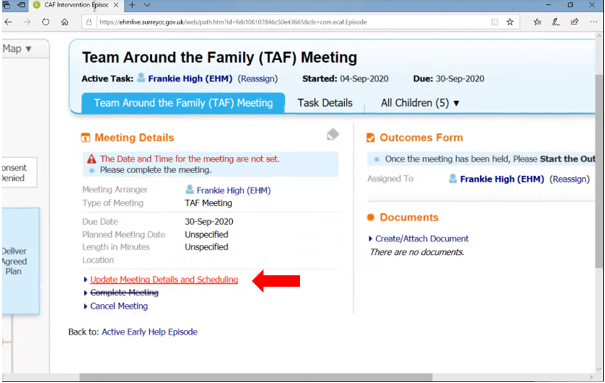 CAF Intervention Episod
https://ehmlive.surreycc.gov.uk/web/path.htm?id=feb106107846c50e43665&cls=com.ecaf.Episode
Map ▼
Team Around the Family (TAF) Meeting
Active Task: Frankie High (EHM) (Reassign) Started: 04-Sep-2020 Due: 30-Sep-2020
Team Around the Family (TAF) Meeting Task Details All Children (5) ▼
Meeting Details
The Date and Time for the meeting are not set.
Please complete the meeting.
Meeting Arranger Frankie High (EHM)
Type of Meeting TAF Meeting
Due Date 30-Sep-2020
Planned Meeting Date Unspecified
Length in Minutes Unspecified
Location
Update Meeting Details and Scheduling
Complete Meeting
Cancel Meeting
Back to: Active Early Help Episode
Outcomes Form
Once the meeting has been held, Please Start the Out
Assigned To Frankie High (EHM) (Reassign)
Documents
Create/Attach Document
There are no documents.
onsent
Denied
Deliver
Agreed
Plan